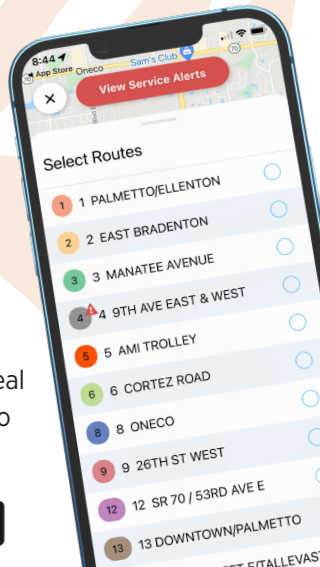 8:44
App Store
Oneco
Sam's Club
70
70
View Service Alerts
Select Routes
1 1 PALMETTO/ELLENTON
2 2 EAST BRADENTON
3 3 MANATEE AVENUE
4 4 9TH AVE EAST & WEST
5 5 AMI TROLLEY
6 6 CORTEZ ROAD
8 8 ONECO
9 9 26TH ST WEST
12 12 SR 70 / 53RD AVE E
13 13 DOWNTOWN/PALMETTO